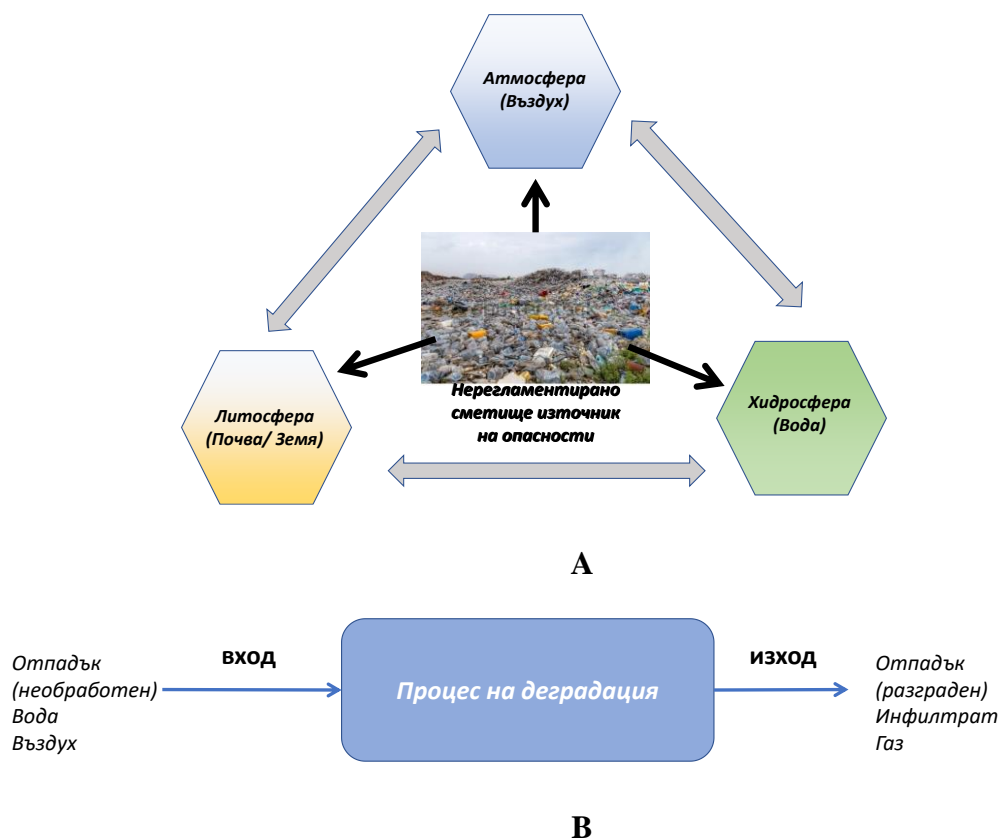 Атмосфера
(Въздух)
Нерегламентирано
сметище източник
на опасности
Литосфера
(Почва/ Земя)
Хидросфера
(Вода)
А
Отпадък
(необработен)
Вода
Въздух
ВХОД
Процес на деградация
ИЗХОД
Отпадък
(разграден)
Инфилтрат
Газ
В